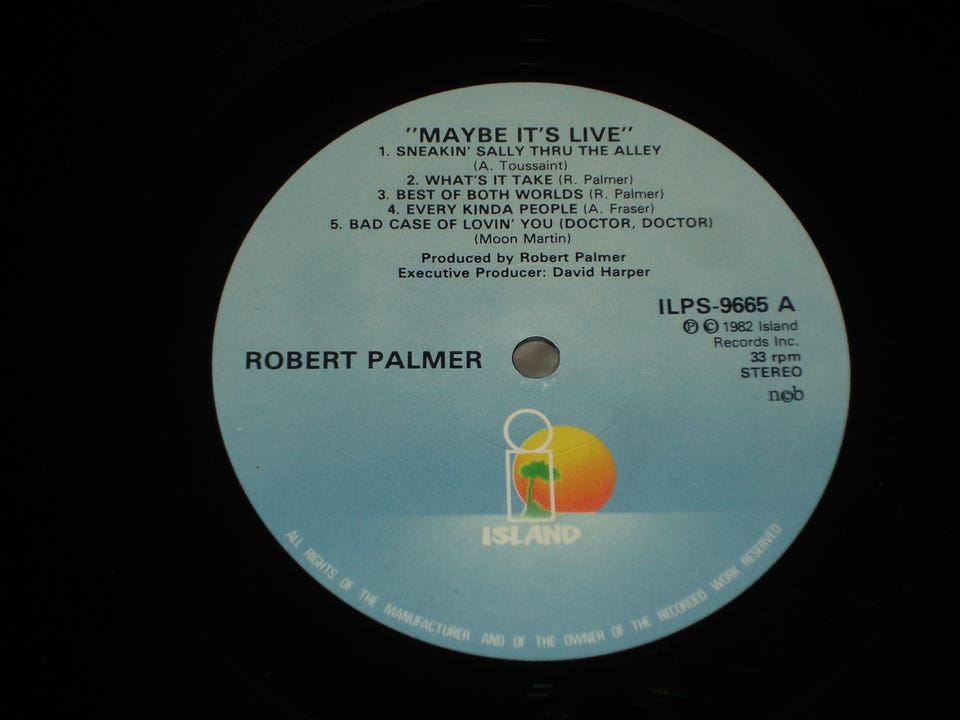 "MAYBE IT'S LIVE"
1. SNEAKIN' SALLY THRU THE ALLEY
(A. Toussaint)
2. WHAT'S IT TAKE (R. Palmer)
3. BEST OF BOTH WORLDS (R. Palmer)
4. EVERY KINDA PEOPLE (A. Fraser)
5. BAD CASE OF LOVIN' YOU (DOCTOR, DOCTOR)
(Moon Martin)
Produced by Robert Palmer
Executive Producer: David Harper
ILPS-9665 A
℗ © 1982 Island
Records Inc.
33 rpm
STEREO
n©b
ROBERT PALMER
ISLAND
ALL RIGHTS OF THE MANUFACTURER AND OF THE OWNER OF THE RECORDED WORK RESERVED